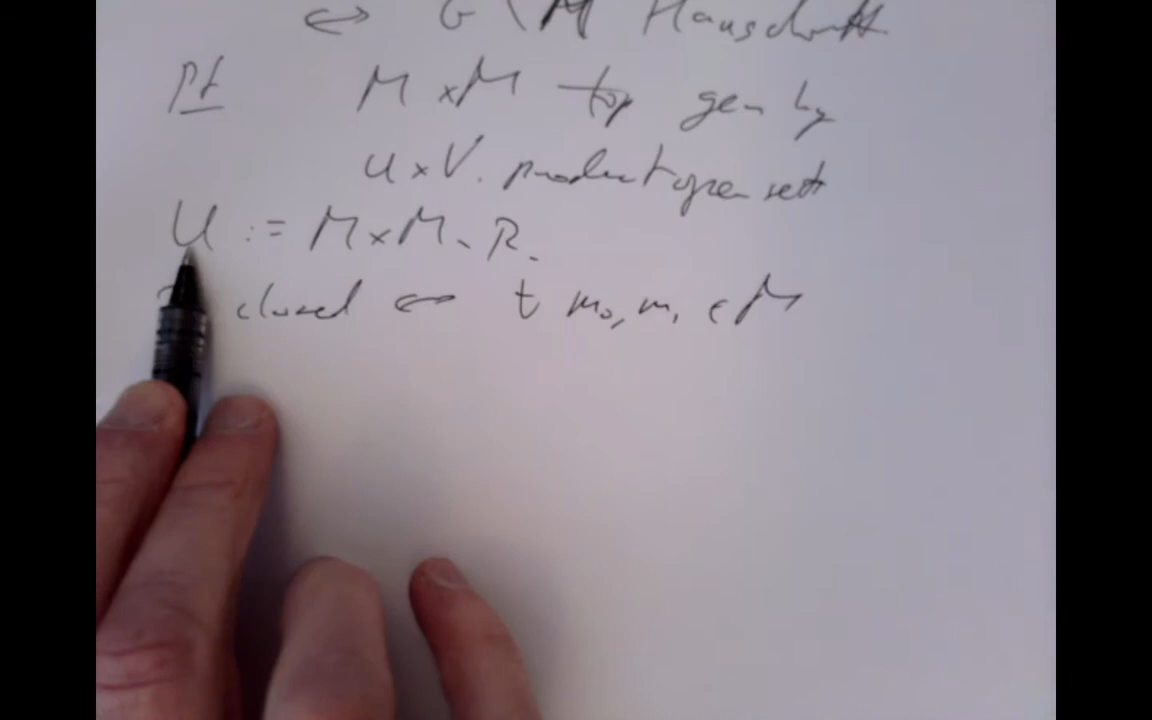 ⇔ G \ M Hausdorff
Pf M × M top gen by
U × V. product open sets
U := M × M \ R.
closed ⇔ ∀ m₀, m₁ ∈ M